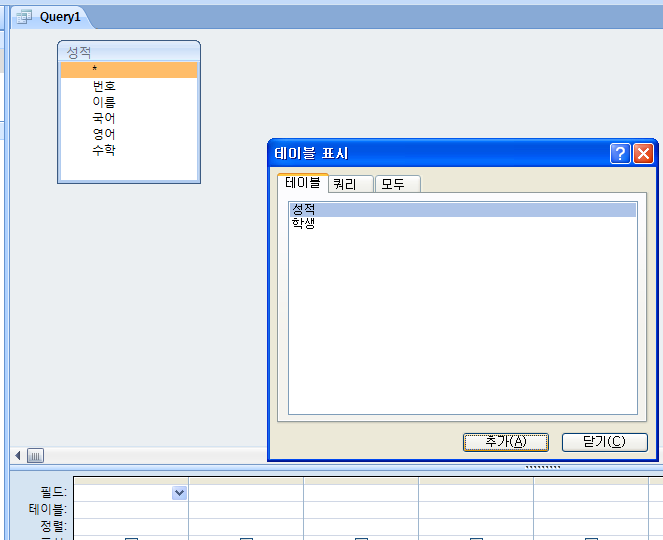 Query1
성적
*
번호
이름
국어
영어
수학
테이블 표시
테이블 쿼리 모두
성적
학생
추가(A) 닫기(C)
필드:
테이블:
정렬: